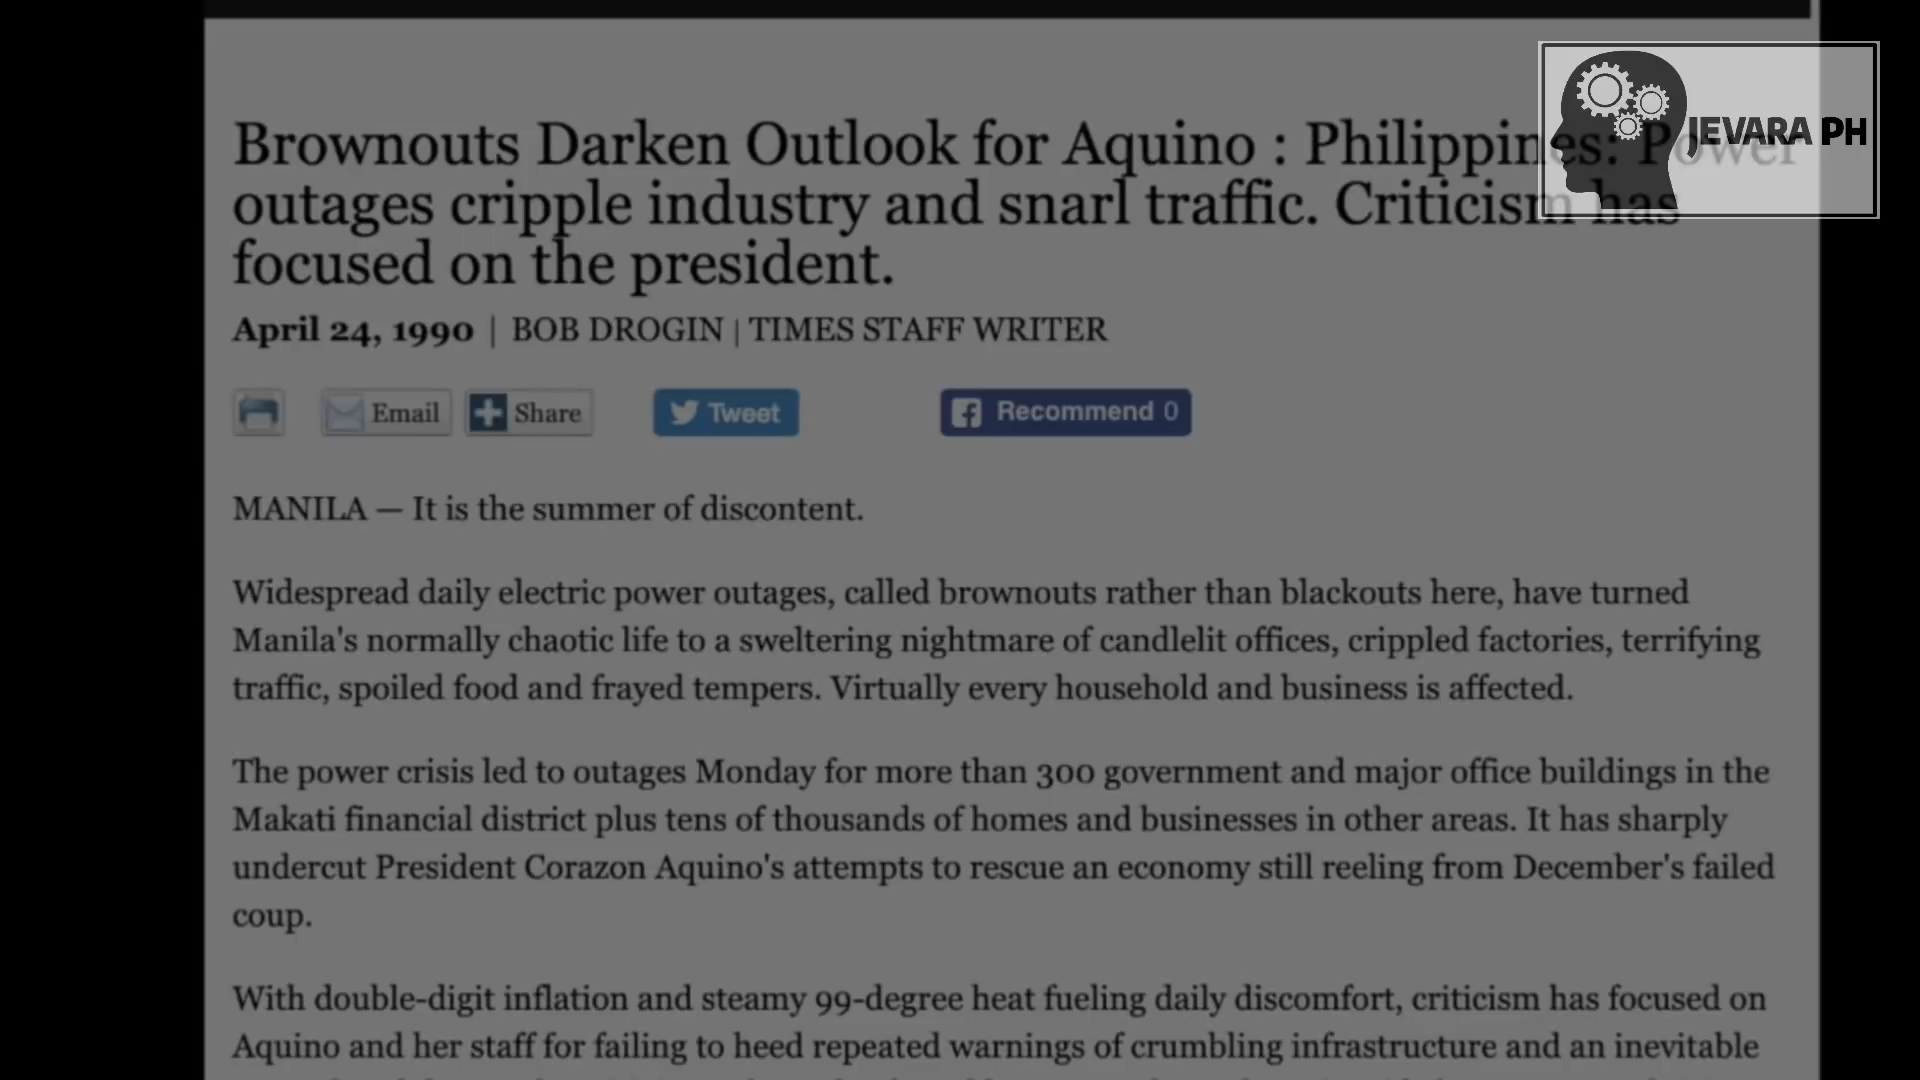 Brownouts Darken Outlook for Aquino : Philippines: Power
outages cripple industry and snarl traffic. Criticism has
focused on the president.
JEVARA PH
April 24, 1990 | BOB DROGIN | TIMES STAFF WRITER
Email Share Tweet Recommend 0
MANILA — It is the summer of discontent.
Widespread daily electric power outages, called brownouts rather than blackouts here, have turned
Manila's normally chaotic life to a sweltering nightmare of candlelit offices, crippled factories, terrifying
traffic, spoiled food and frayed tempers. Virtually every household and business is affected.
The power crisis led to outages Monday for more than 300 government and major office buildings in the
Makati financial district plus tens of thousands of homes and businesses in other areas. It has sharply
undercut President Corazon Aquino's attempts to rescue an economy still reeling from December's failed
coup.
With double-digit inflation and steamy 99-degree heat fueling daily discomfort, criticism has focused on
Aquino and her staff for failing to heed repeated warnings of crumbling infrastructure and an inevitable